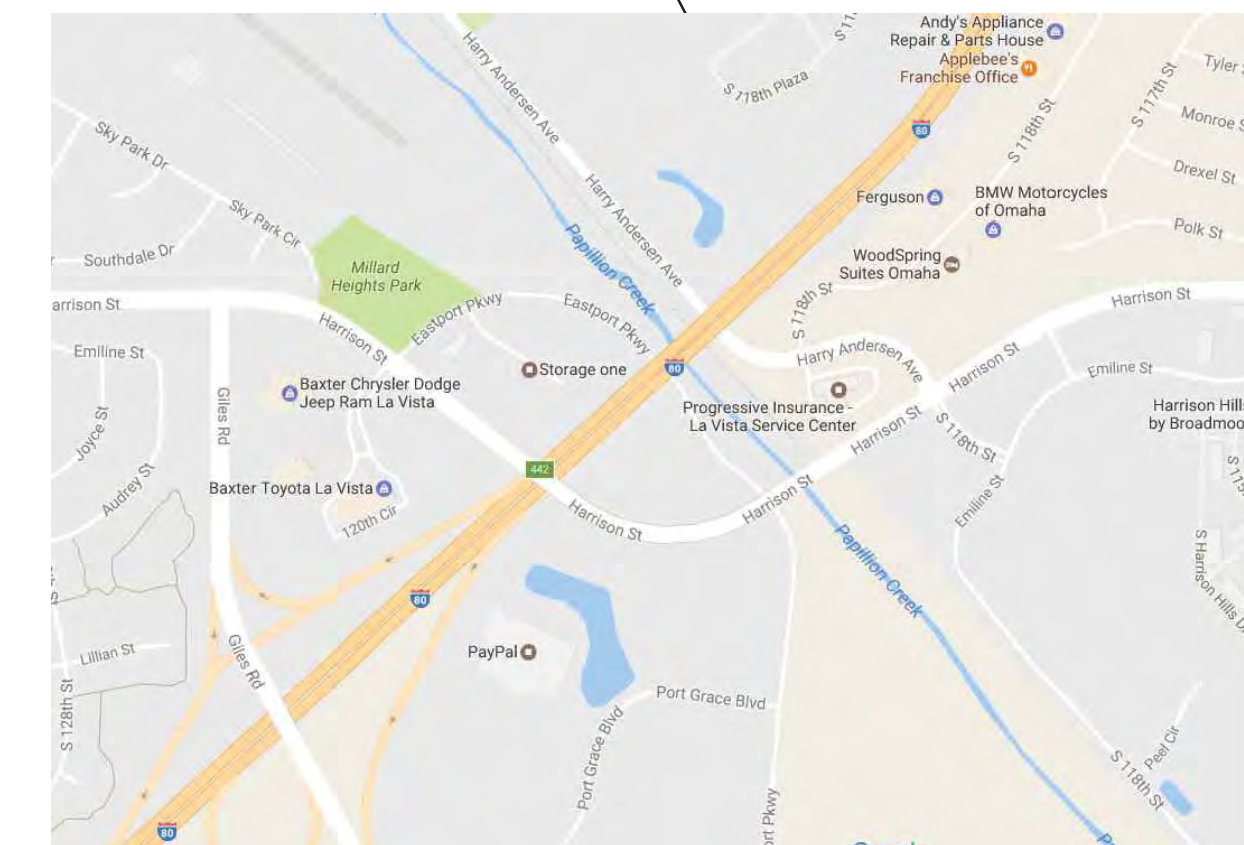 Andy's Appliance
Repair & Parts House
Applebee's
Franchise Office
Harry Andersen Ave
S 118th Plaza
S 117th St
Tyler
80
S 118th St
Monroe
Sky Park Dr
Drexel St
Harry Andersen Ave
Ferguson
BMW Motorcycles
of Omaha
Sky Park Cir
Polk St
Southdale Dr
Papillion Creek
WoodSpring
Suites Omaha
Millard
Heights Park
S 118th St
arrison St
Eastport Pkwy
Eastport Pkwy
Harrison St
Harrison St
Emiline St
Harry Andersen Ave
Harrison St
80
Storage one
Emiline St
Baxter Chrysler Dodge
Jeep Ram La Vista
Giles Rd
Progressive Insurance -
La Vista Service Center
Harrison Hill
by Broadmoo
Joyce St
Harrison St
S 118th St
442
Audrey St
Baxter Toyota La Vista
120th Cir
Harrison St
Harrison St
Emiline St
S 115
Papillion Creek
S Harrison Hills D
80
Lillian St
Giles Rd
PayPal
Port Grace Blvd
S 128th St
Port Grace Blvd
Peel Cir
S 118th St
rt Pkwy
80